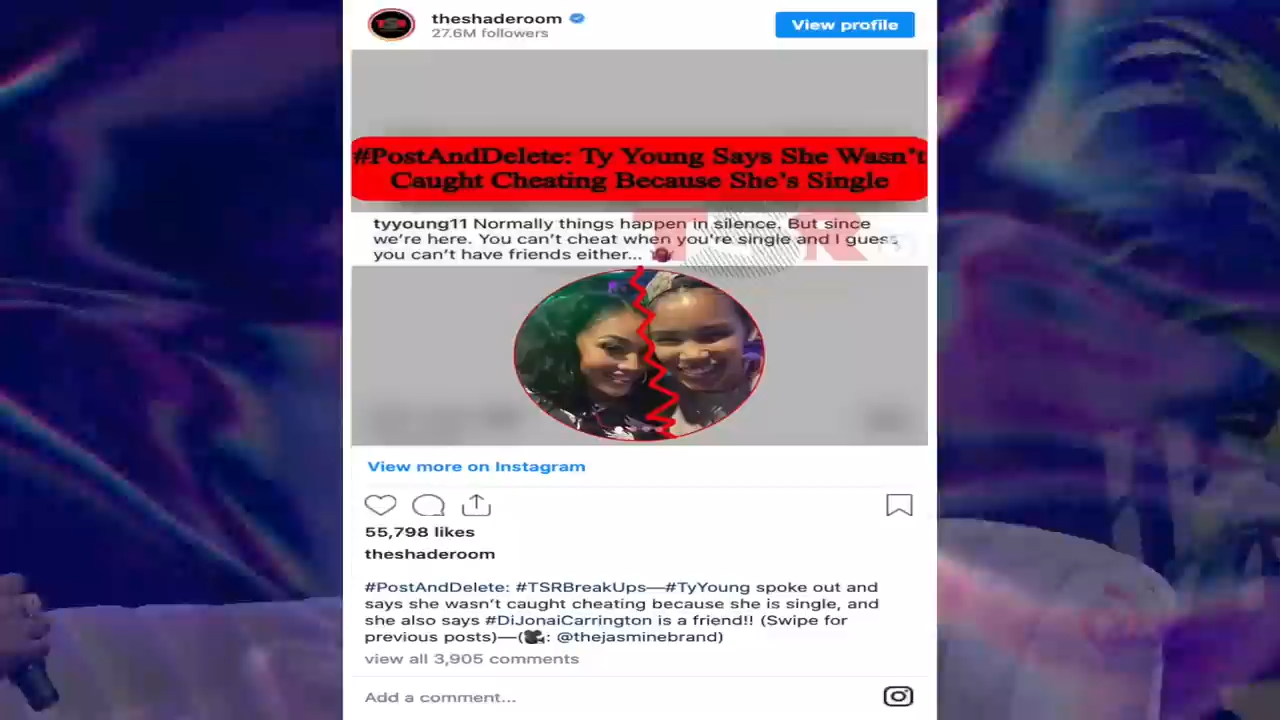 theshaderoom
27.6M followers
View profile
#PostAndDelete: Ty Young Says She Wasn't
Caught Cheating Because She's Single
TSR
tyyoung11 Normally things happen in silence. But since
we're here. You can't cheat when you're single and I guess
you can't have friends either...
View more on Instagram
55,798 likes
theshaderoom
#PostAndDelete: #TSRBreakUps—#TyYoung spoke out and
says she wasn't caught cheating because she is single, and
she also says #DiJonaiCarrington is a friend!! (Swipe for
previous posts)—(🎥: @thejasminebrand)
view all 3,905 comments
Add a comment...